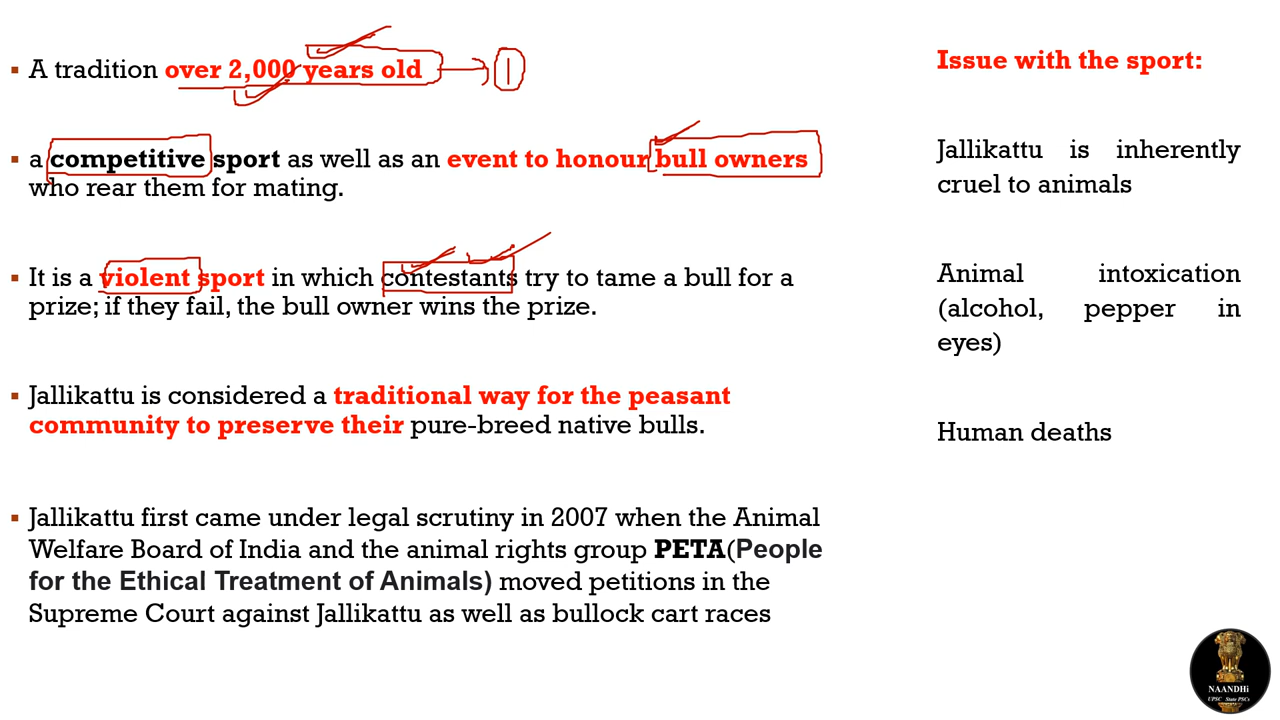 A tradition over 2,000 years old
1
a competitive sport as well as an event to honour bull owners
who rear them for mating.
It is a violent sport in which contestants try to tame a bull for a
prize; if they fail, the bull owner wins the prize.
Jallikattu is considered a traditional way for the peasant
community to preserve their pure-breed native bulls.
Jallikattu first came under legal scrutiny in 2007 when the Animal
Welfare Board of India and the animal rights group PETA(People
for the Ethical Treatment of Animals) moved petitions in the
Supreme Court against Jallikattu as well as bullock cart races
Issue with the sport:
Jallikattu is inherently
cruel to animals
Animal intoxication
(alcohol, pepper in
eyes)
Human deaths
NAANDHi
UPSC State PSCs